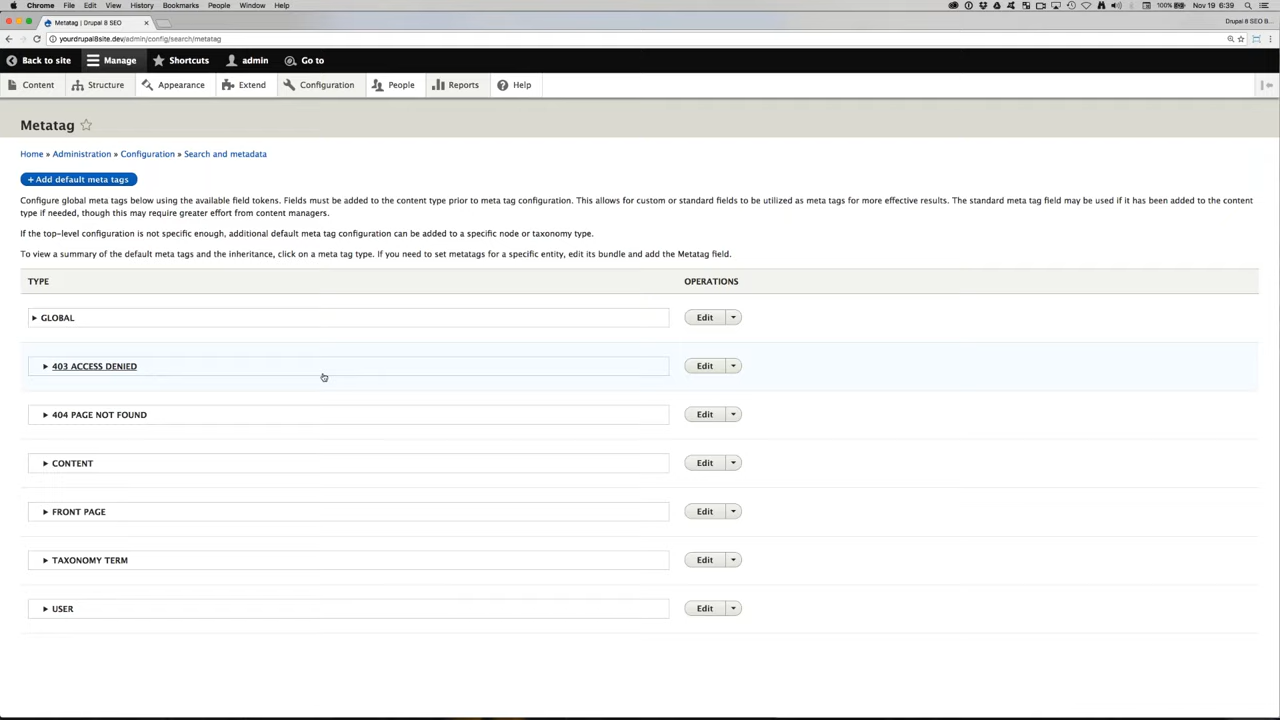 Chrome File Edit View History Bookmarks People Window Help 100% Nov 19 6:39
Metatag | Drupal 8 SEO × Drupal 8 SEO B...
yourdrupal8site.dev/admin/config/search/metatag
Back to site Manage Shortcuts admin Go to
Content Structure Appearance Extend Configuration People Reports Help
Metatag
Home » Administration » Configuration » Search and metadata
+ Add default meta tags
Configure global meta tags below using the available field tokens. Fields must be added to the content type prior to meta tag configuration. This allows for custom or standard fields to be utilized as meta tags for more effective results. The standard meta tag field may be used if it has been added to the content
type if needed, though this may require greater effort from content managers.
If the top-level configuration is not specific enough, additional default meta tag configuration can be added to a specific node or taxonomy type.
To view a summary of the default meta tags and the inheritance, click on a meta tag type. If you need to set metatags for a specific entity, edit its bundle and add the Metatag field.
TYPE OPERATIONS
GLOBAL Edit
403 ACCESS DENIED Edit
404 PAGE NOT FOUND Edit
CONTENT Edit
FRONT PAGE Edit
TAXONOMY TERM Edit
USER Edit